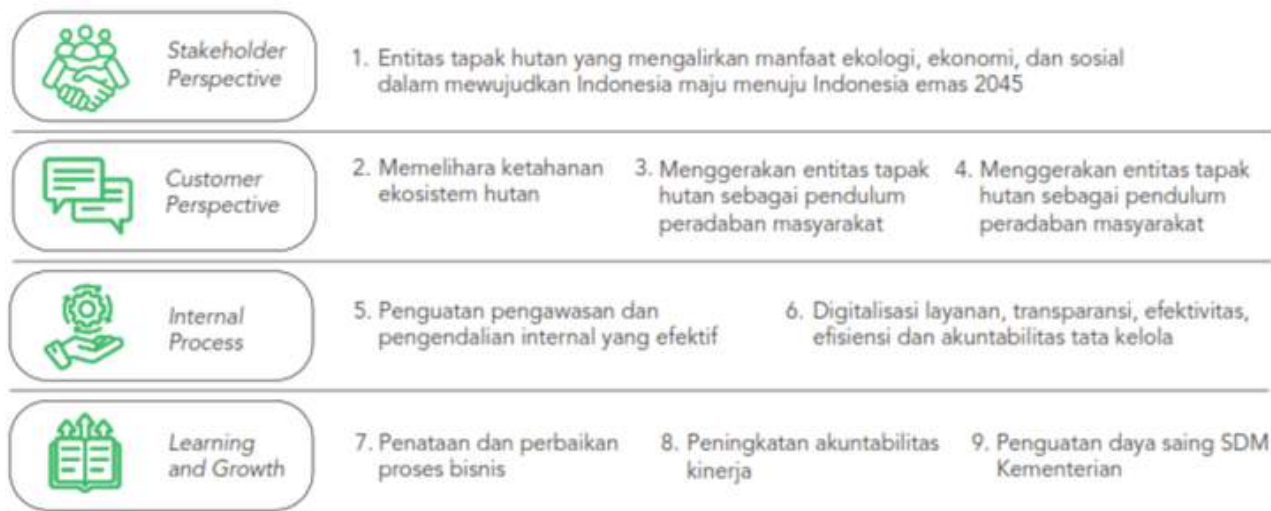 Stakeholder
Perspective
1. Entitas tapak hutan yang mengalirkan manfaat ekologi, ekonomi, dan sosial
dalam mewujudkan Indonesia maju menuju Indonesia emas 2045
Customer
Perspective
2. Memelihara ketahanan
ekosistem hutan
3. Menggerakan entitas tapak
hutan sebagai pendulum
peradaban masyarakat
4. Menggerakan entitas tapak
hutan sebagai pendulum
peradaban masyarakat
Internal
Process
5. Penguatan pengawasan dan
pengendalian internal yang efektif
6. Digitalisasi layanan, transparansi, efektivitas,
efisiensi dan akuntabilitas tata kelola
Learning
and Growth
7. Penataan dan perbaikan
proses bisnis
8. Peningkatan akuntabilitas
kinerja
9. Penguatan daya saing SDM
Kementerian